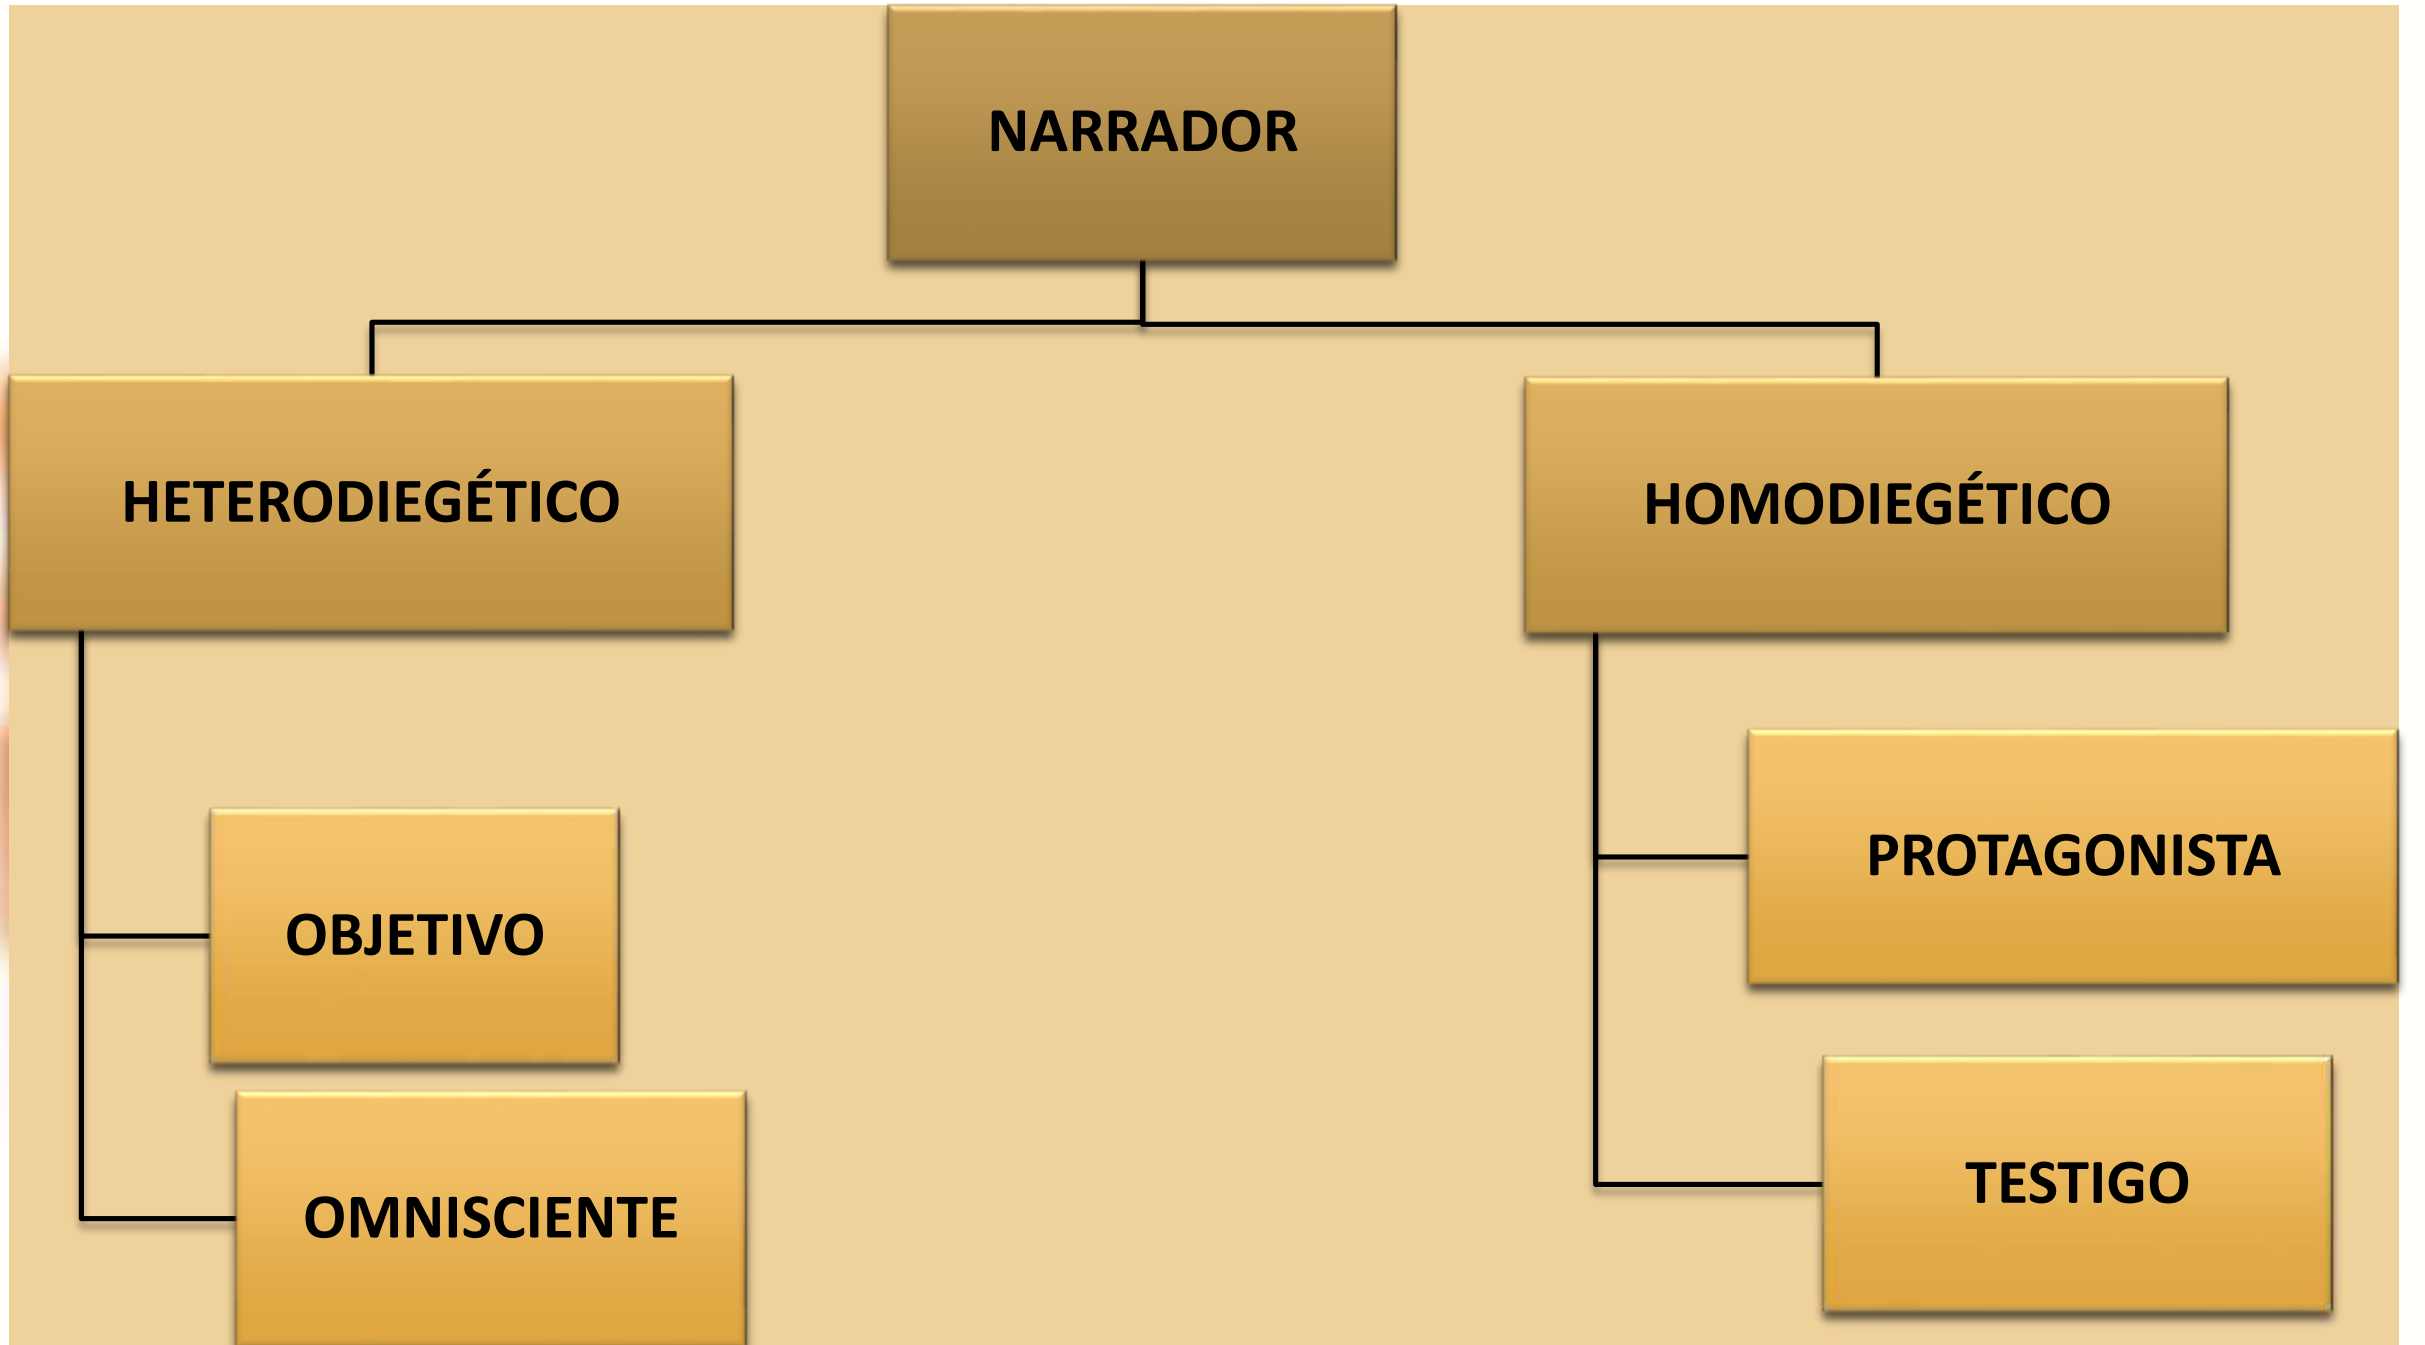 NARRADOR
HETERODIEGÉTICO
HOMODIEGÉTICO
OBJETIVO
OMNISCIENTE
PROTAGONISTA
TESTIGO